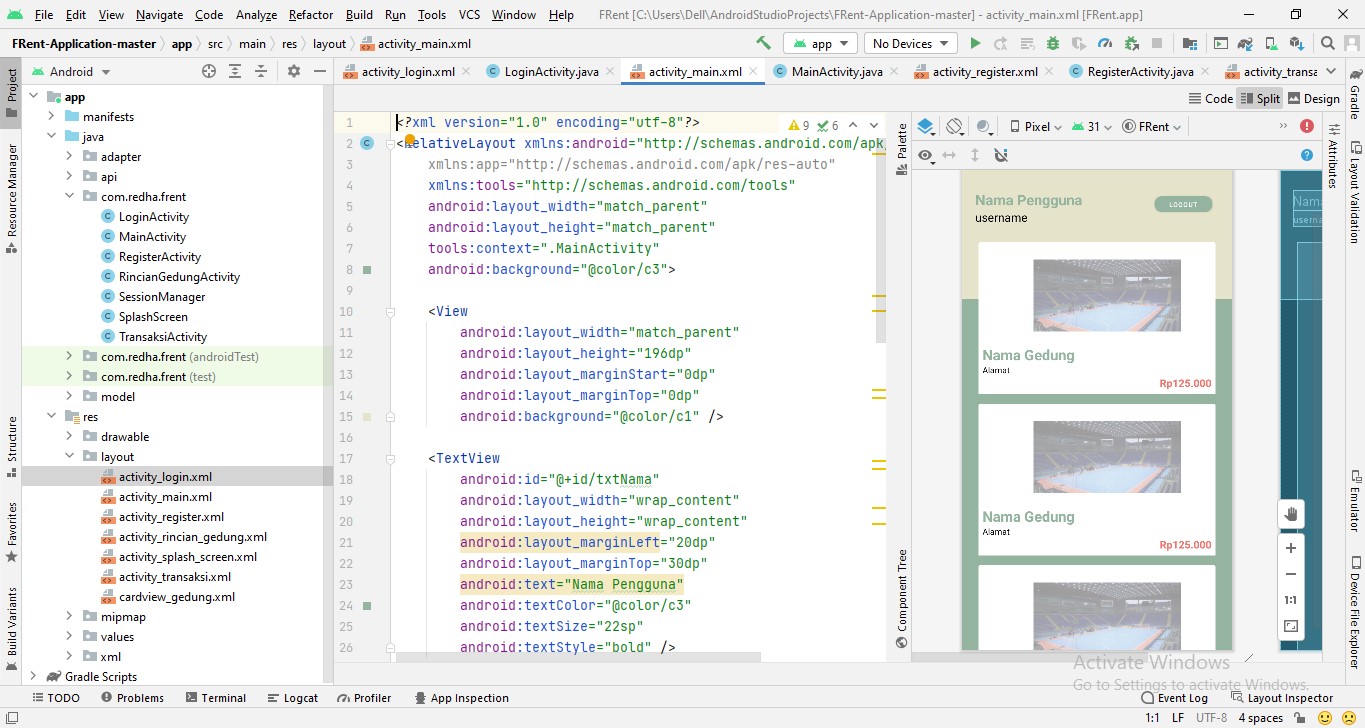 File Edit View Navigate Code Analyze Refactor Build Run Tools VCS Window Help FRent [C:\Users\Dell\AndroidStudioProjects\FRent-Application-master] - activity_main.xml [FRent.app]
FRent-Application-master app src main res layout activity_main.xml
app No Devices
Project
Android
activity_login.xml LoginActivity.java activity_main.xml MainActivity.java activity_register.xml RegisterActivity.java activity_transa
Code Split Design
Resource Manager
Structure
Favorites
Build Variants
app
manifests
java
adapter
api
com.redha.frent
LoginActivity
MainActivity
RegisterActivity
RincianGedungActivity
SessionManager
SplashScreen
TransaksiActivity
com.redha.frent (androidTest)
com.redha.frent (test)
model
res
drawable
layout
activity_login.xml
activity_main.xml
activity_register.xml
activity_rincian_gedung.xml
activity_splash_screen.xml
activity_transaksi.xml
cardview_gedung.xml
mipmap
values
xml
Gradle Scripts
9 6
1 <?xml version="1.0" encoding="utf-8"?>
2 <RelativeLayout xmlns:android="http://schemas.android.com/apk
3 xmlns:app="http://schemas.android.com/apk/res-auto"
4 xmlns:tools="http://schemas.android.com/tools"
5 android:layout_width="match_parent"
6 android:layout_height="match_parent"
7 tools:context=".MainActivity"
8 android:background="@color/c3">
9
10 <View
11 android:layout_width="match_parent"
12 android:layout_height="196dp"
13 android:layout_marginStart="0dp"
14 android:layout_marginTop="0dp"
15 android:background="@color/c1" />
16
17 <TextView
18 android:id="@+id/txtNama"
19 android:layout_width="wrap_content"
20 android:layout_height="wrap_content"
21 android:layout_marginLeft="20dp"
22 android:layout_marginTop="30dp"
23 android:text="Nama Pengguna"
24 android:textColor="@color/c3"
25 android:textSize="22sp"
26 android:textStyle="bold" />
Palette
Component Tree
Pixel 31 FRent
Nama Pengguna
username
LOGOUT
Nama Gedung
Alamat
Rp125.000
Nama Gedung
Alamat
Rp125.000
Nama
userna
1:1
Attributes
Gradle
Layout Validation
Emulator
Device File Explorer
Activate Windows
Go to Settings to activate Windows.
TODO Problems Terminal Logcat Profiler App Inspection Event Log Layout Inspector
1:1 LF UTF-8 4 spaces